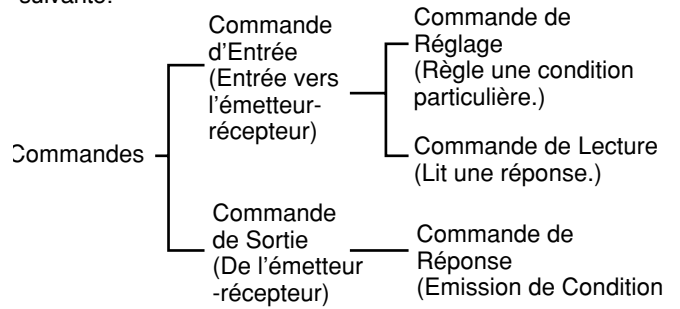 suivante:
Commandes
Commande
d'Entrée
(Entrée vers
l'émetteur-
récepteur)
Commande de
Réglage
(Règle une condition
particulière.)
Commande de Lecture
(Lit une réponse.)
Commande
de Sortie
(De l'émetteur
-récepteur)
Commande de
Réponse
(Emission de Condition